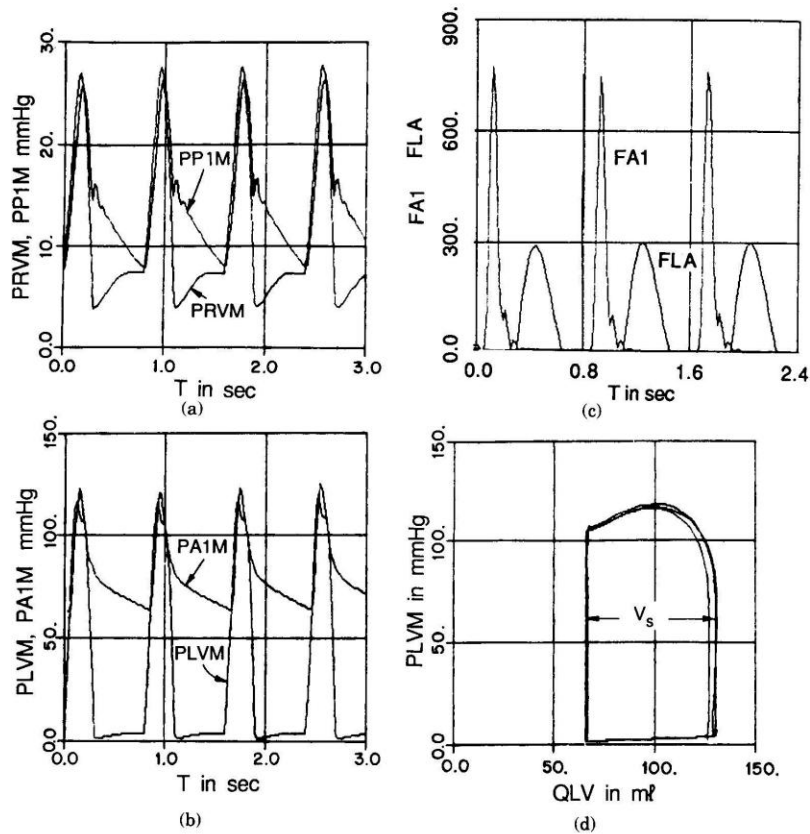 PRVM, PP1M mmHg
30.
20.
10.
0.0
PP1M
PRVM
0.0 1.0 2.0 3.0
T in sec
(a)
FA1 FLA
900.
600.
300.
0.0
FA1
FLA
0.0 0.8 1.6 2.4
T in sec
(c)
PLVM, PA1M mmHg
150.
100.
50.
0.0
PA1M
PLVM
0.0 1.0 2.0 3.0
T in sec
(b)
PLVM in mmHg
150.
100.
50.
0.0
Vs
0.0 50. 100. 150.
QLV in mℓ
(d)